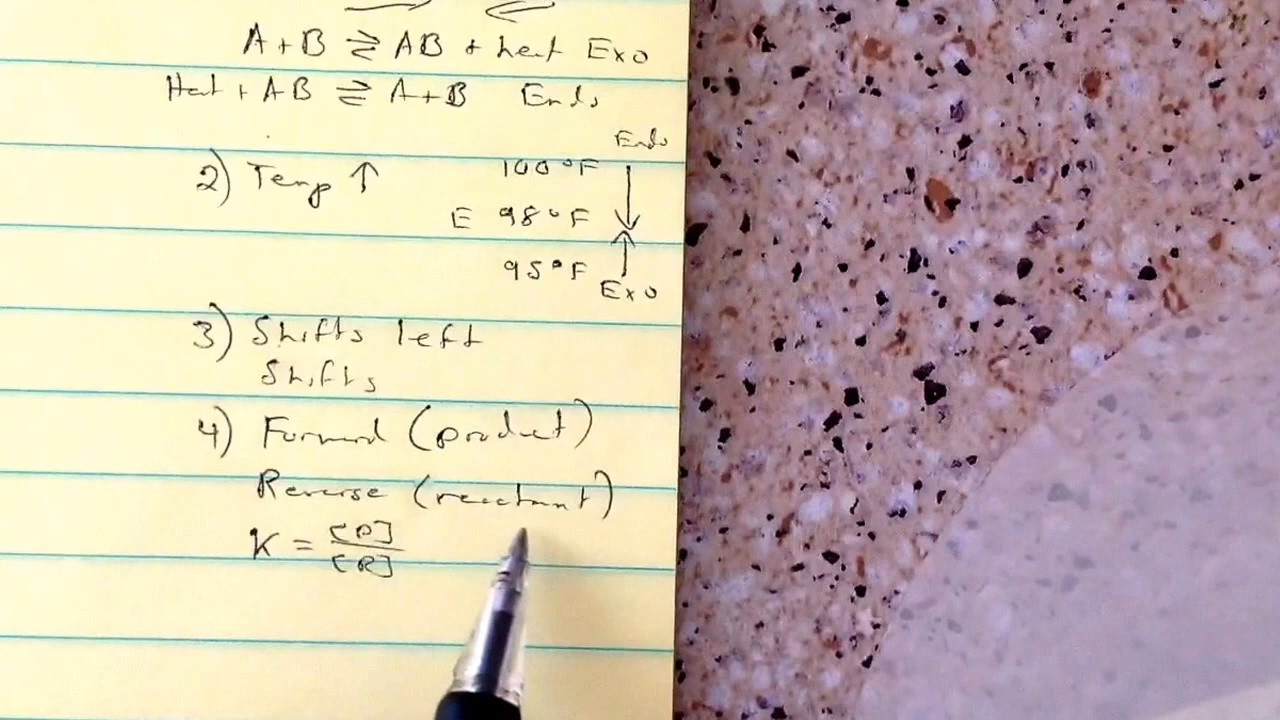 A + B ⇌ AB + heat Exo
Heat + AB ⇌ A + B Endo
Endo
2) Temp ↑ 100°F
E 98°F
95°F
Exo
3) Shifts left
Shifts
4) Forward (product)
Reverse (reactant)
K = [P]
[R]